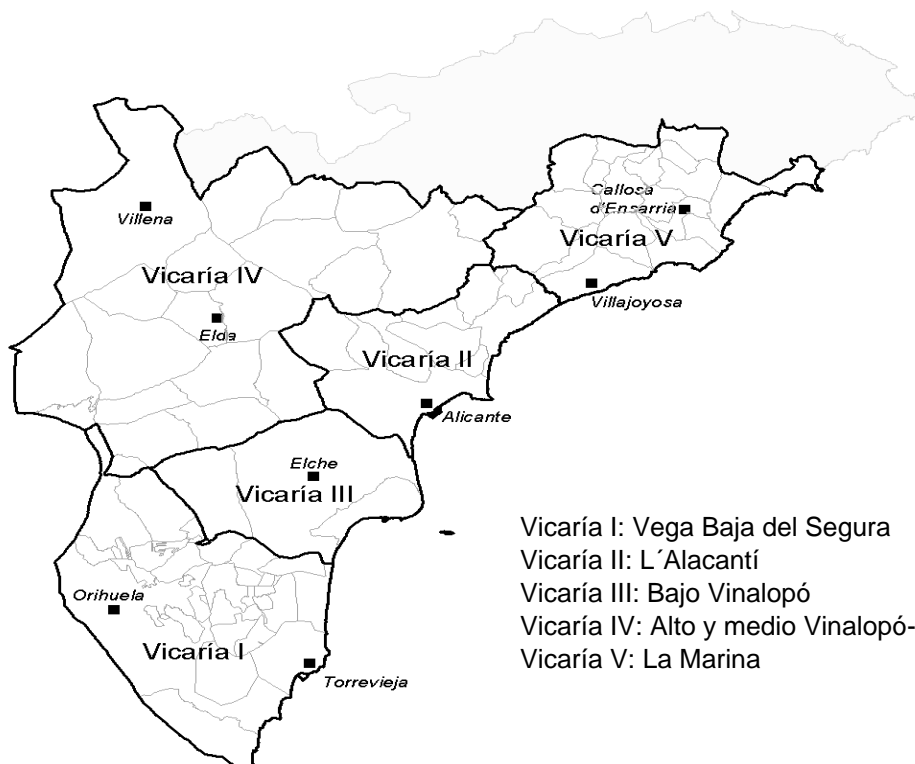 Callosa
d'Ensarriá
Villena
Vicaría V
Vicaría IV
Villajoyosa
Elda
Vicaría II
Alicante
Elche
Vicaría III
Vicaría I: Vega Baja del Segura
Vicaría II: L´Alacantí
Vicaría III: Bajo Vinalopó
Vicaría IV: Alto y medio Vinalopó-
Vicaría V: La Marina
Orihuela
Vicaría I
Torrevieja